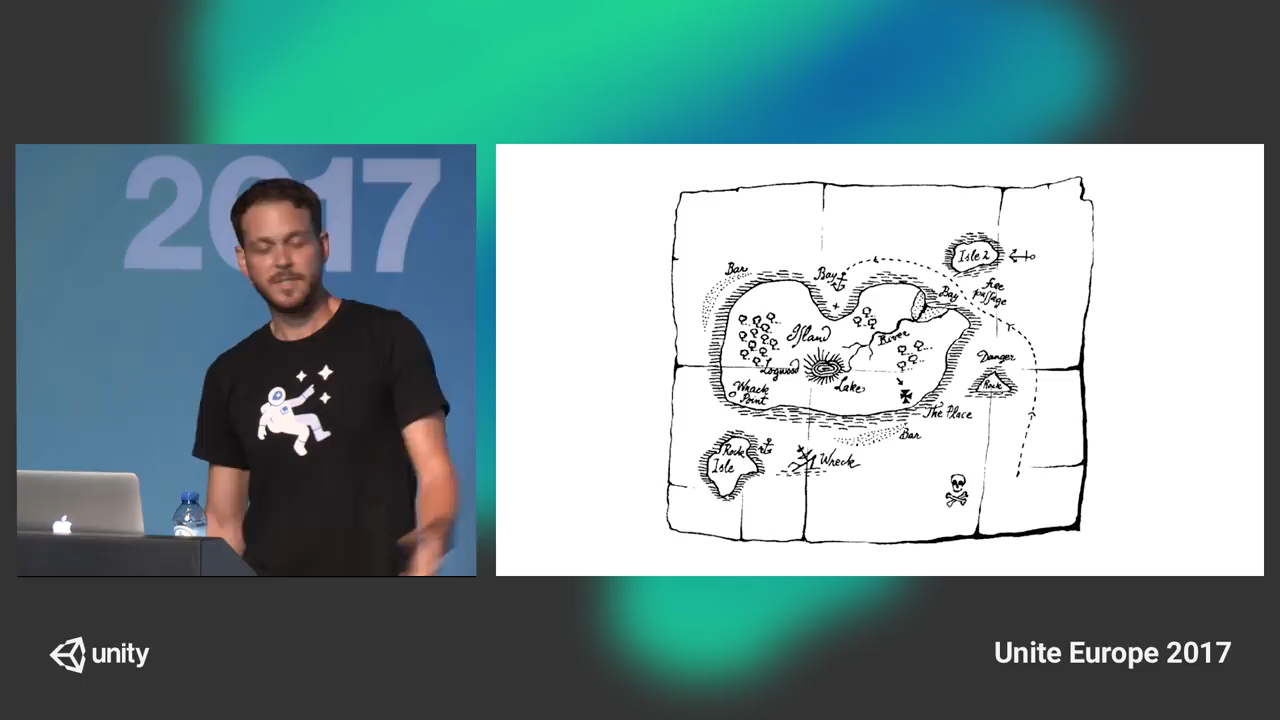 2017
Isle 2
Bar
Bay
free
passage
Bay
Island
River
Danger
Logwood
Rock
Lake
Wrack
Point
The Place
Bar
Rock
Isle
Wreck
unity
Unite Europe 2017